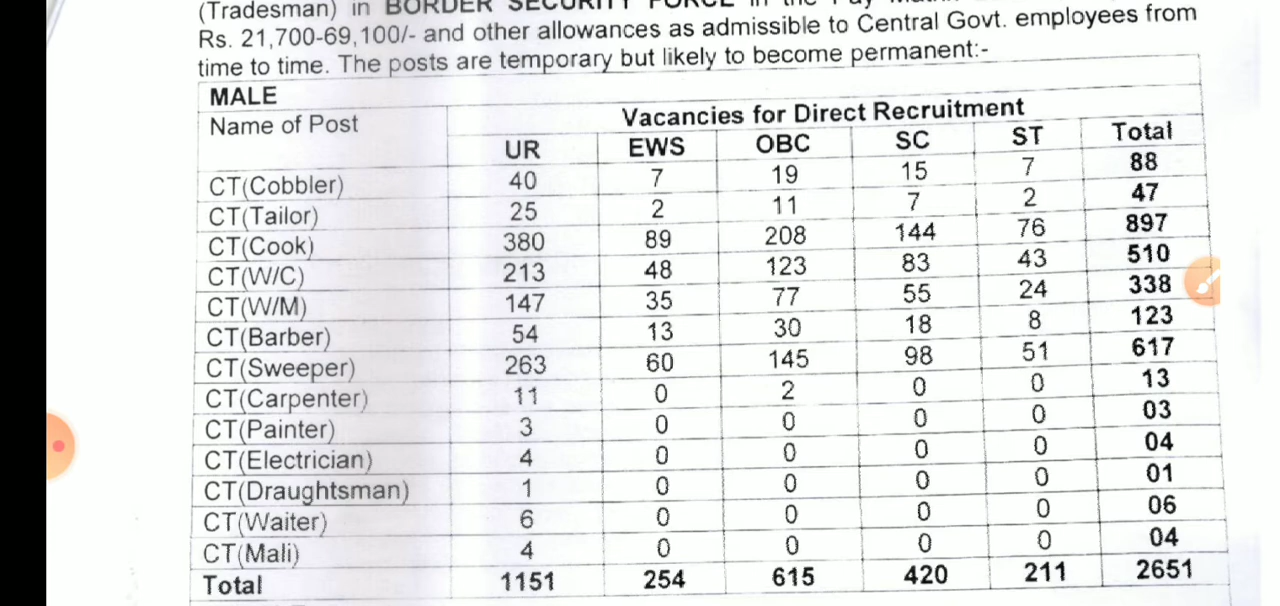 (Tradesman) in BORDER SECURITY FORCE in the Pay
Rs. 21,700-69,100/- and other allowances as admissible to Central Govt. employees from
time to time. The posts are temporary but likely to become permanent:-
MALE
Name of Post Vacancies for Direct Recruitment
UR EWS OBC SC ST Total
CT(Cobbler) 40 7 19 15 7 88
CT(Tailor) 25 2 11 7 2 47
CT(Cook) 380 89 208 144 76 897
CT(W/C) 213 48 123 83 43 510
CT(W/M) 147 35 77 55 24 338
CT(Barber) 54 13 30 18 8 123
CT(Sweeper) 263 60 145 98 51 617
CT(Carpenter) 11 0 2 0 0 13
CT(Painter) 3 0 0 0 0 03
CT(Electrician) 4 0 0 0 0 04
CT(Draughtsman) 1 0 0 0 0 01
CT(Waiter) 6 0 0 0 0 06
CT(Mali) 4 0 0 0 0 04
Total 1151 254 615 420 211 2651